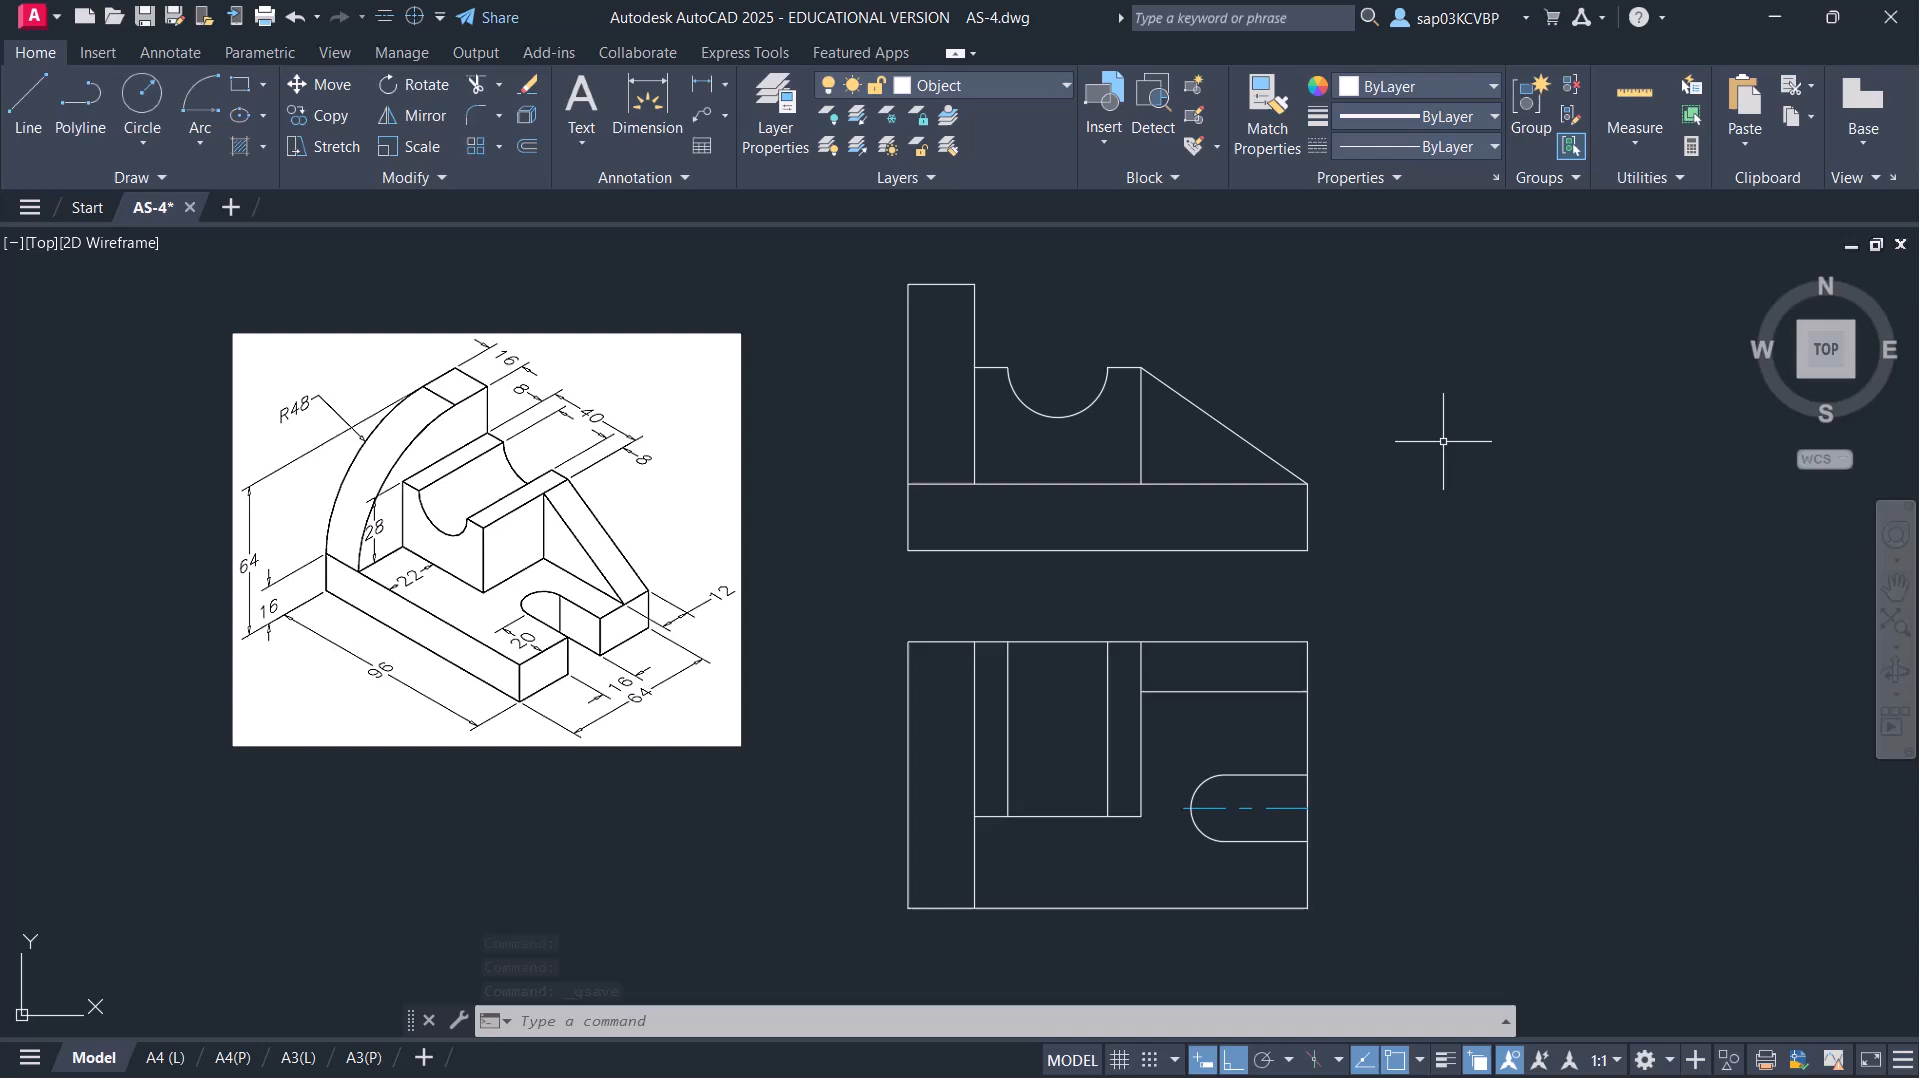 Share
Autodesk AutoCAD 2025 - EDUCATIONAL VERSION AS-4.dwg
Type a keyword or phrase
sap03KCVBP
Home Insert Annotate Parametric View Manage Output Add-ins Collaborate Express Tools Featured Apps
Line Polyline Circle Arc
Move Rotate
Copy Mirror
Stretch Scale
Text Dimension
Layer Properties
Object
Insert Detect
Match Properties
ByLayer
ByLayer
ByLayer
Group
Measure
Paste
Base
Draw Modify Annotation Layers Block Properties Groups Utilities Clipboard View
Start AS-4*
[−][Top][2D Wireframe]
N
W TOP E
S
WCS
16
8
40
R48
8
28
64
22
16
12
20
96
16
64
Y
X
Command:
Command:
Command: _qsave
Type a command
Model A4 (L) A4(P) A3(L) A3(P)
MODEL 1:1